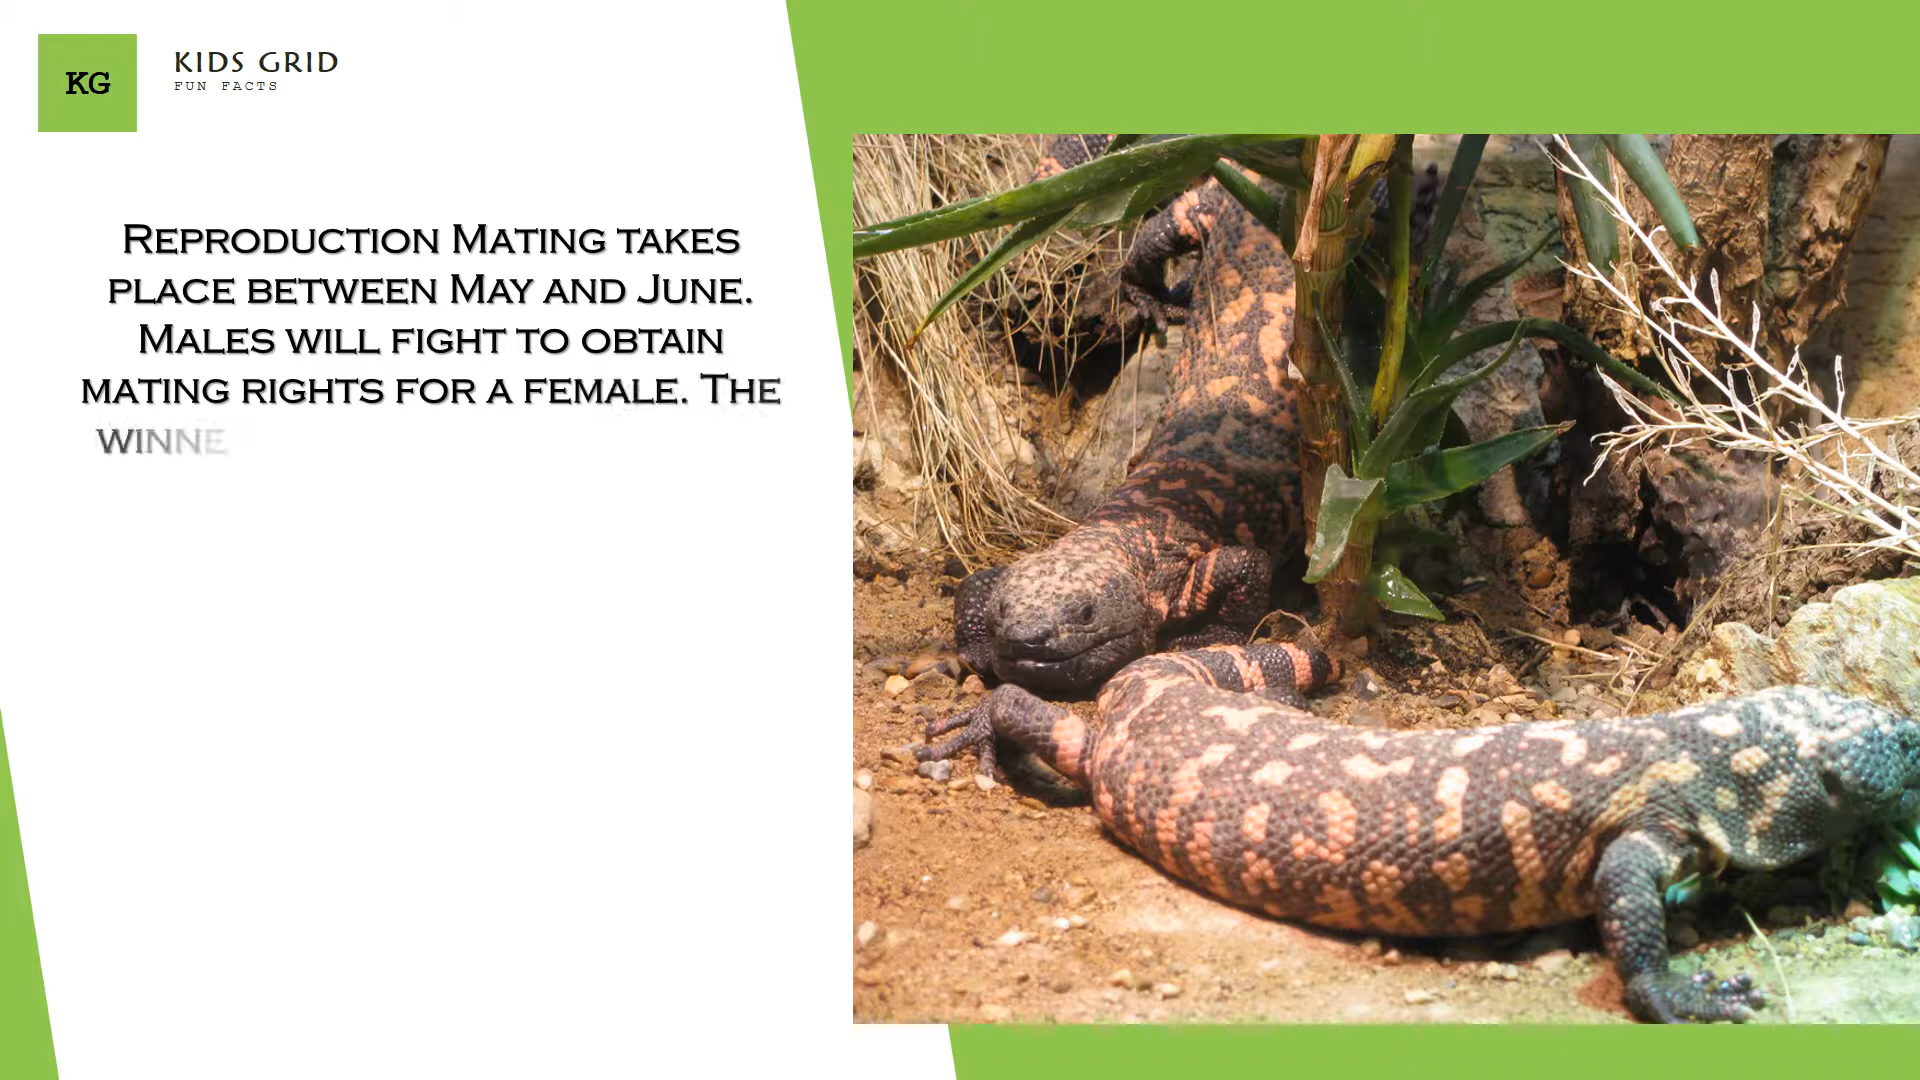 KG
KIDS GRID
FUN FACTS
REPRODUCTION MATING TAKES
PLACE BETWEEN MAY AND JUNE.
MALES WILL FIGHT TO OBTAIN
MATING RIGHTS FOR A FEMALE. THE
WINNE